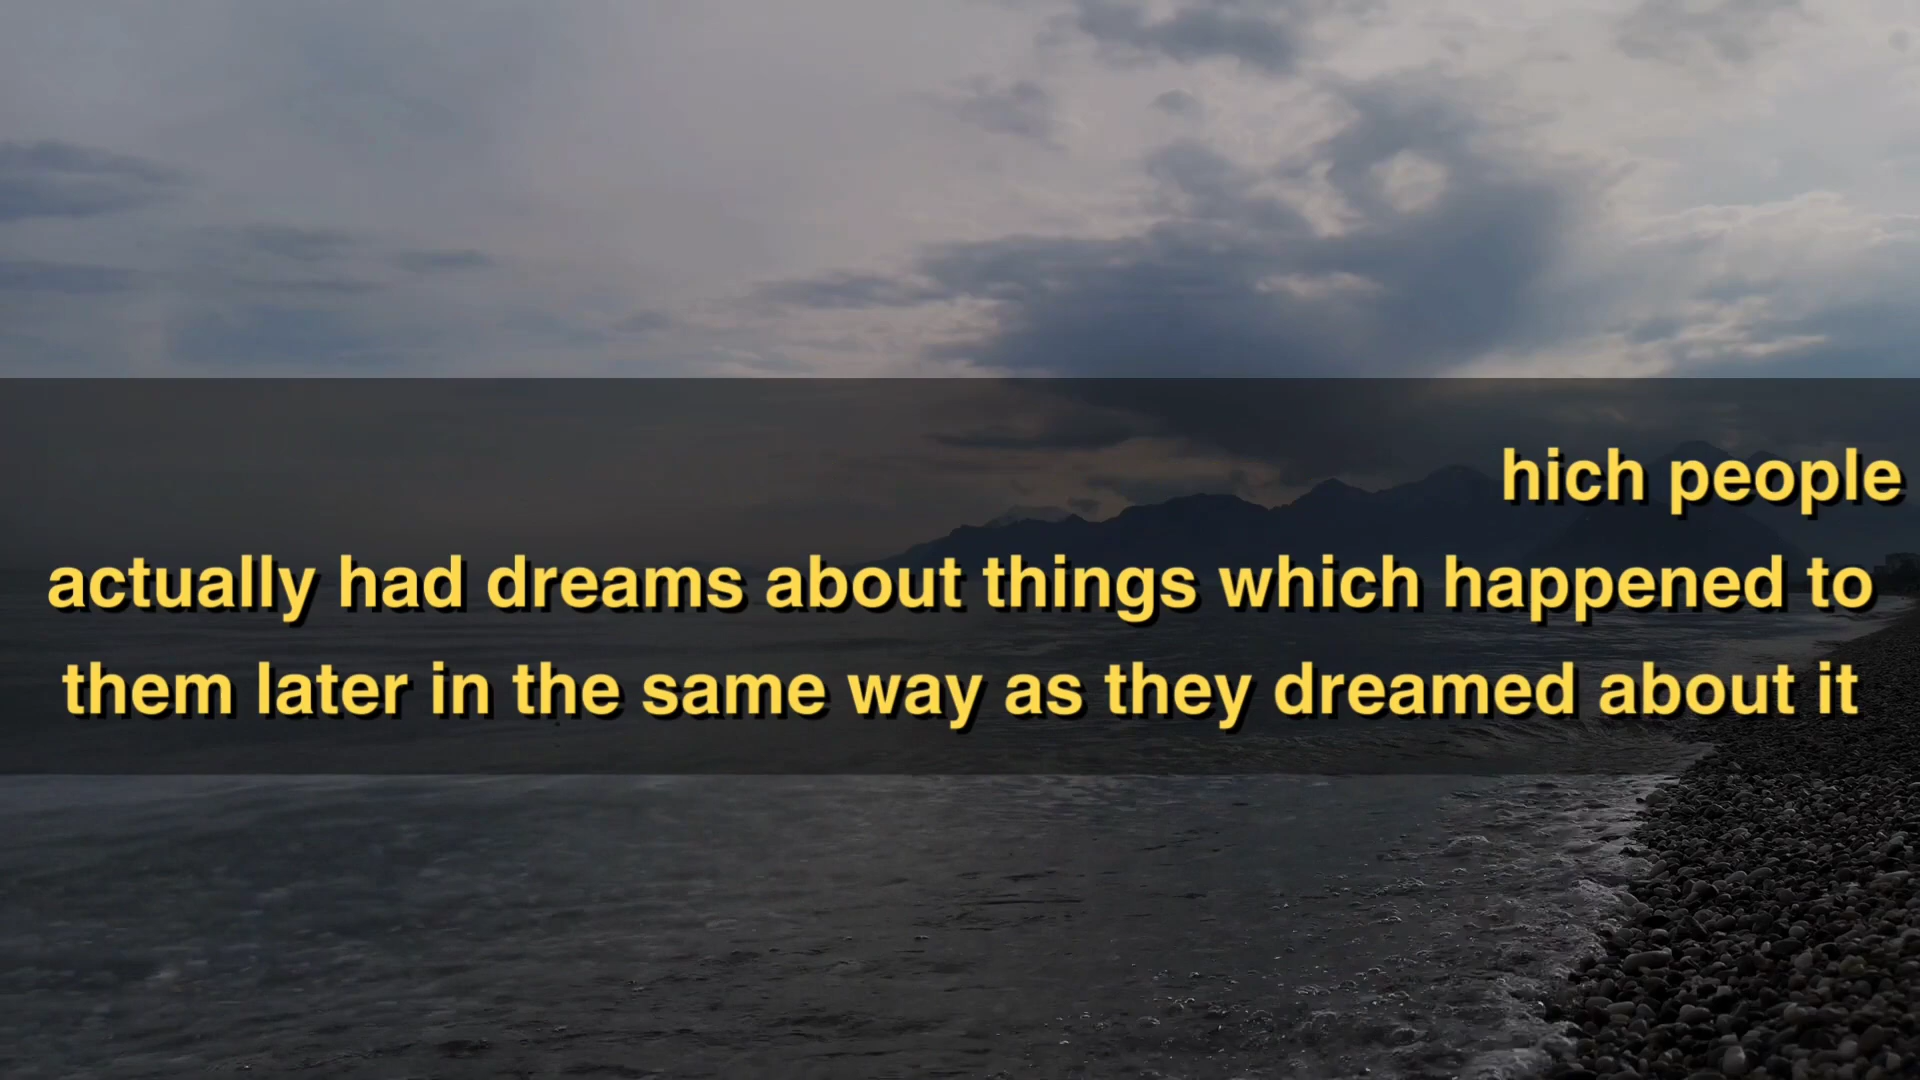 hich people
actually had dreams about things which happened to
them later in the same way as they dreamed about it